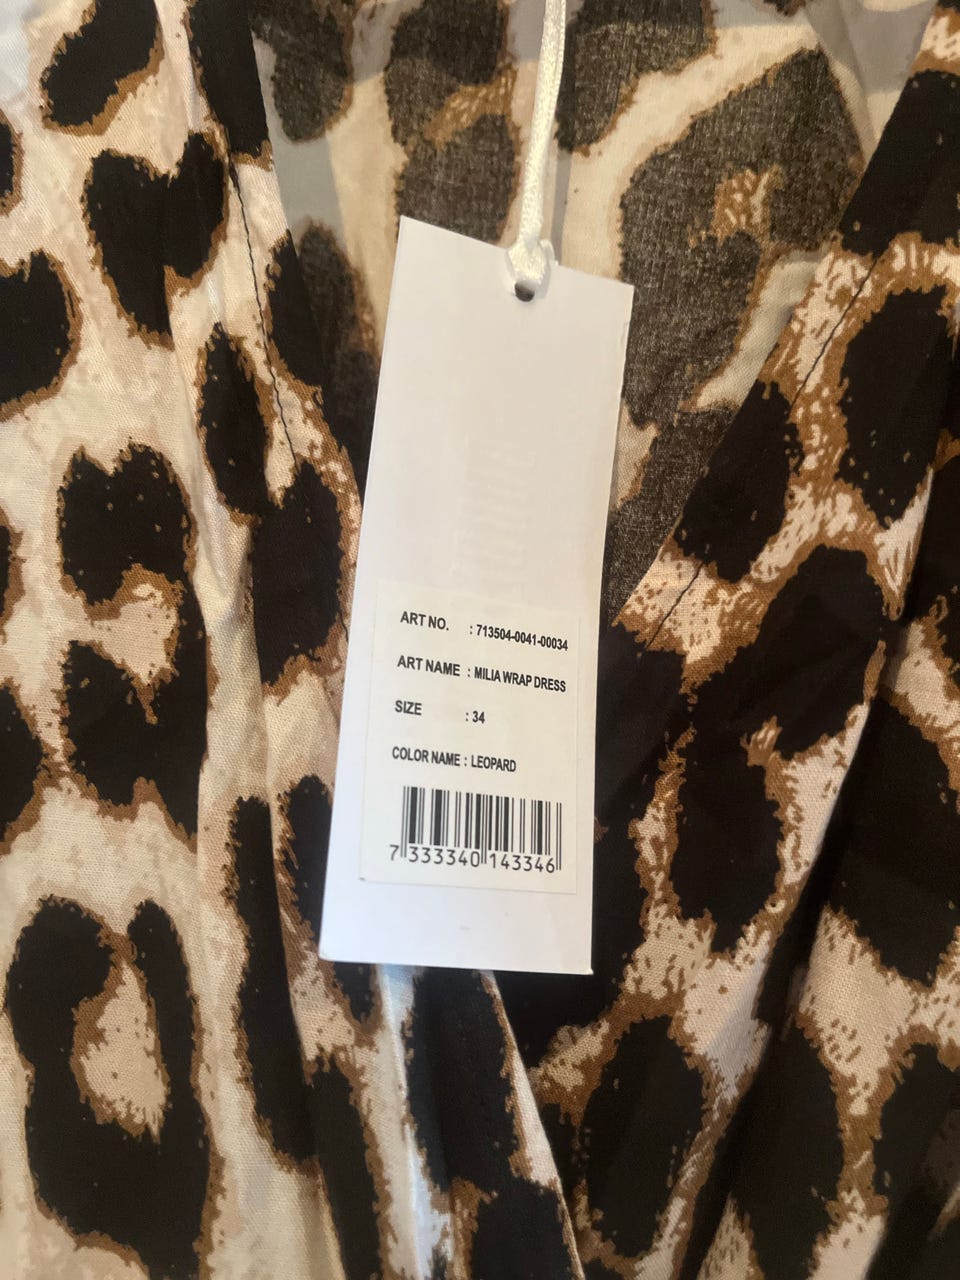 ART NO. : 713504-0041-00034
ART NAME : MILIA WRAP DRESS
SIZE : 34
COLOR NAME : LEOPARD
7 333340 143346